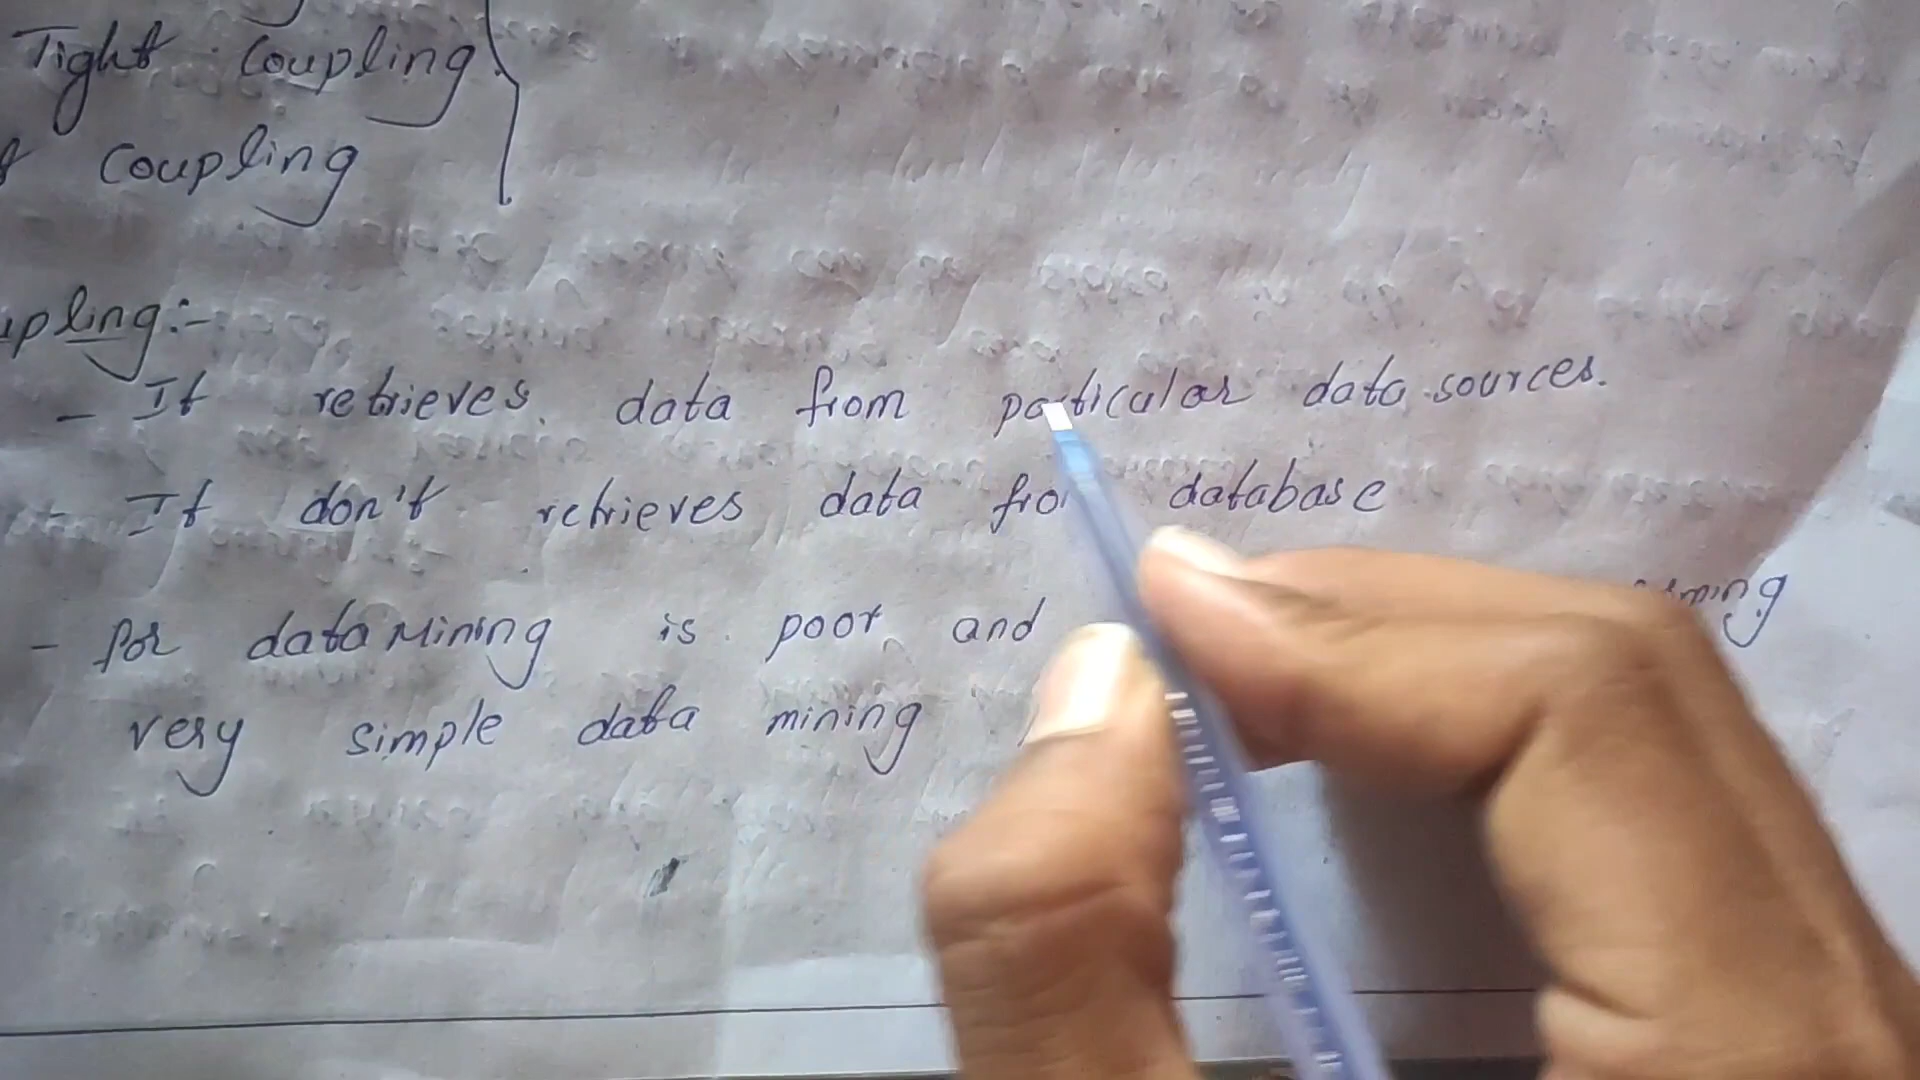 Tight Coupling
Coupling
upling:-
- It retrieves data from particular data sources.
- It don't retrieves data from database
- for data Mining is poor and
very simple data mining